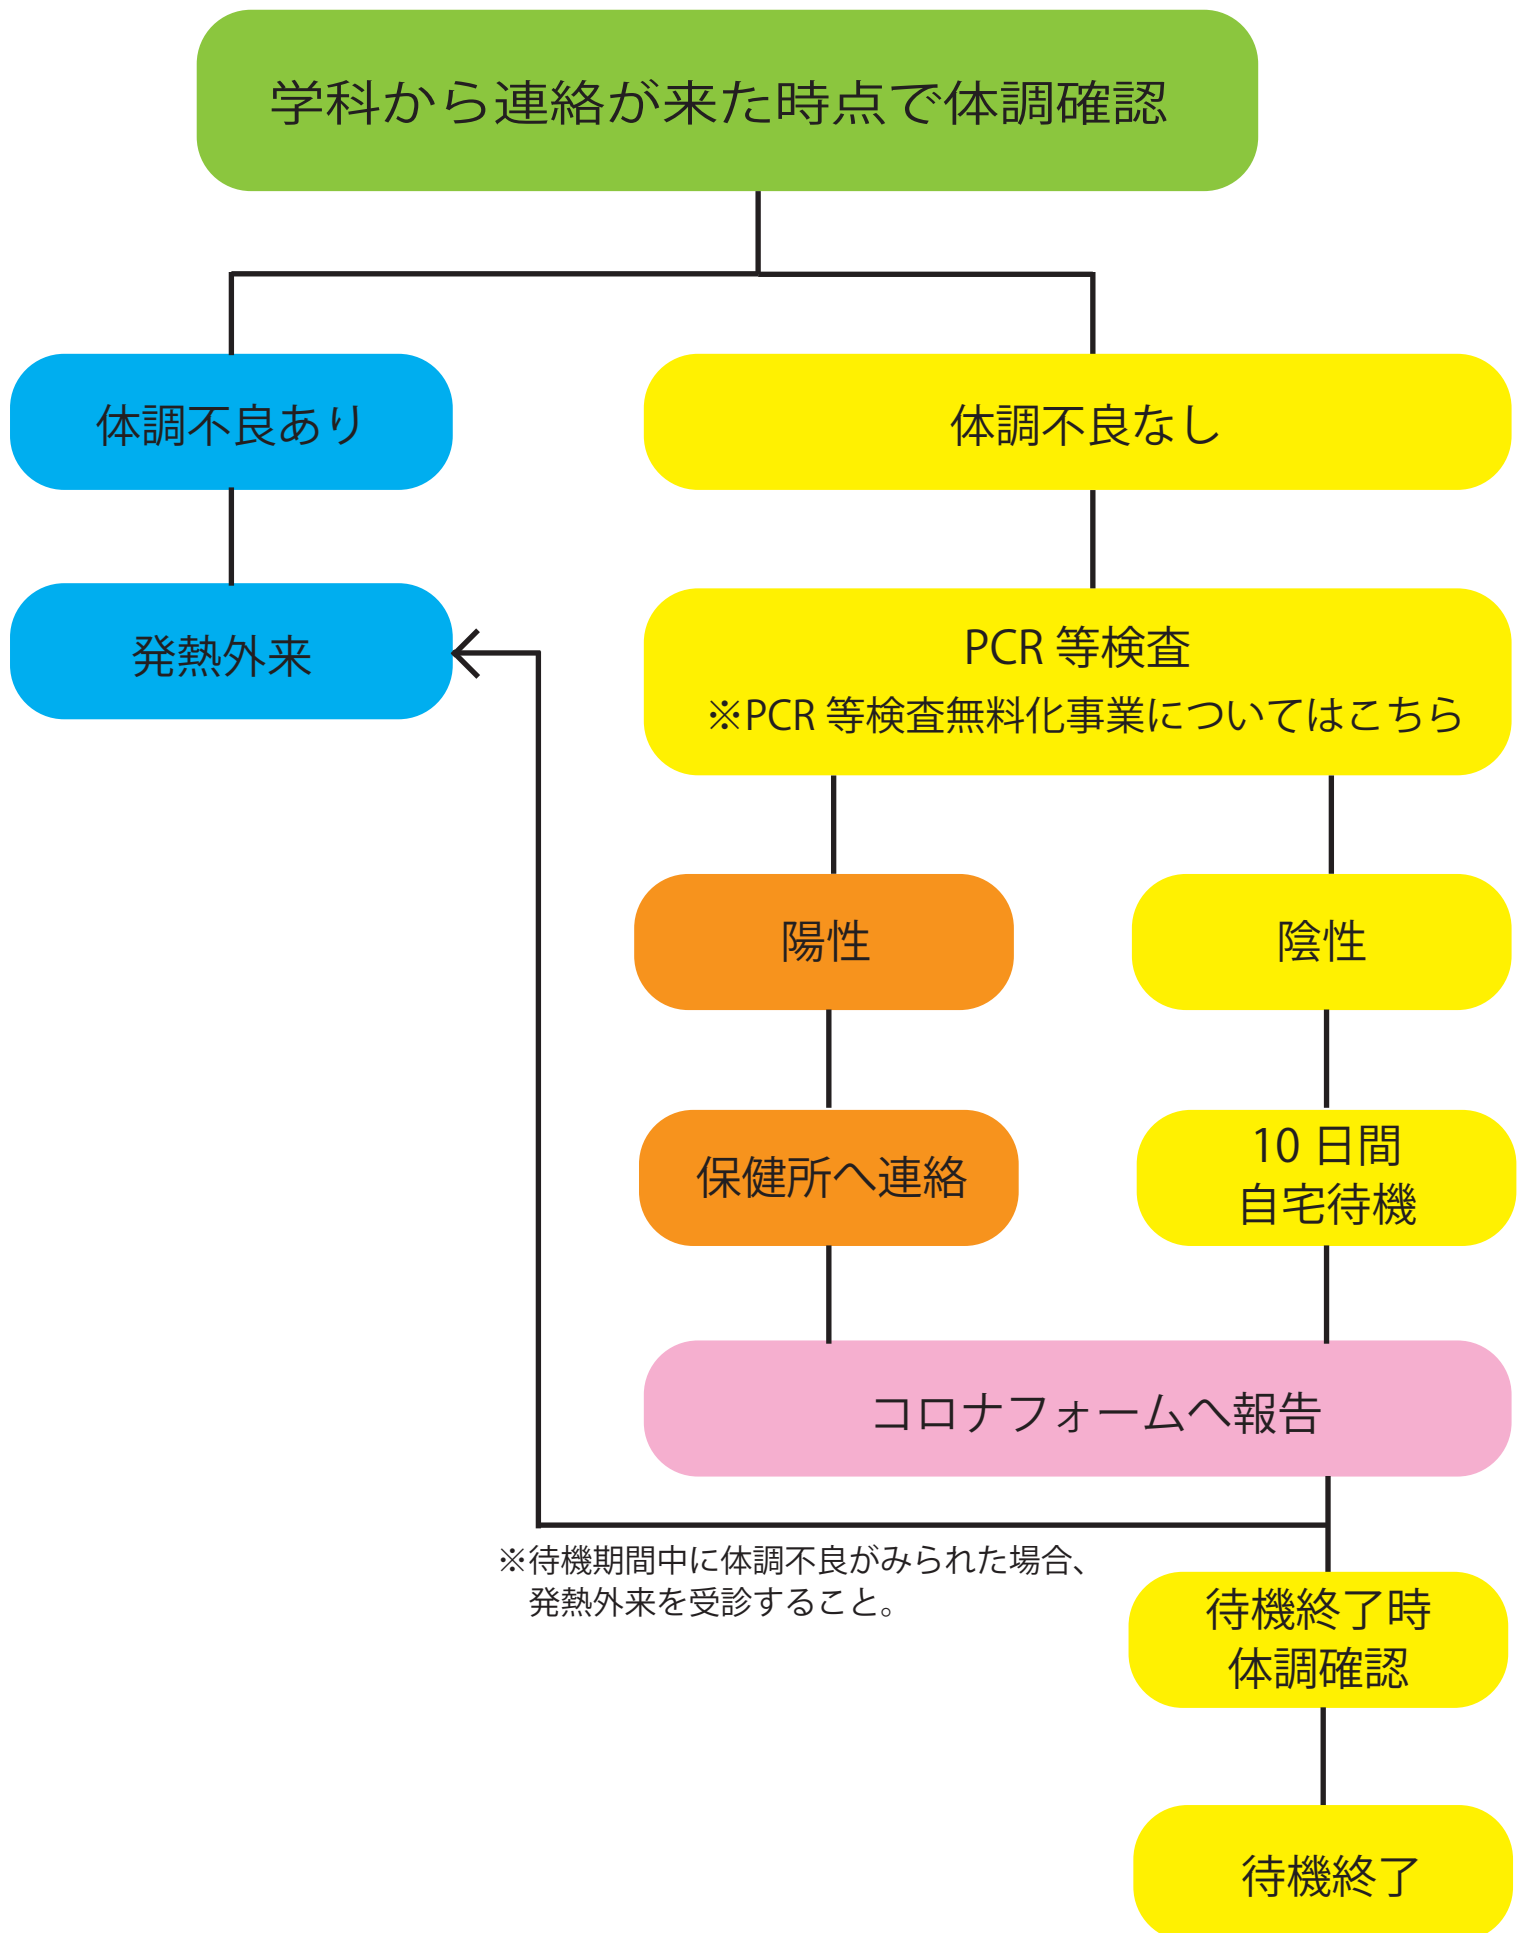 学科から連絡が来た時点で体調確認
体調不良あり
体調不良なし
発熱外来
PCR 等検査
※PCR 等検査無料化事業についてはこちら
陽性
陰性
保健所へ連絡
10 日間
自宅待機
コロナフォームへ報告
※待機期間中に体調不良がみられた場合、
発熱外来を受診すること。
待機終了時
体調確認
待機終了